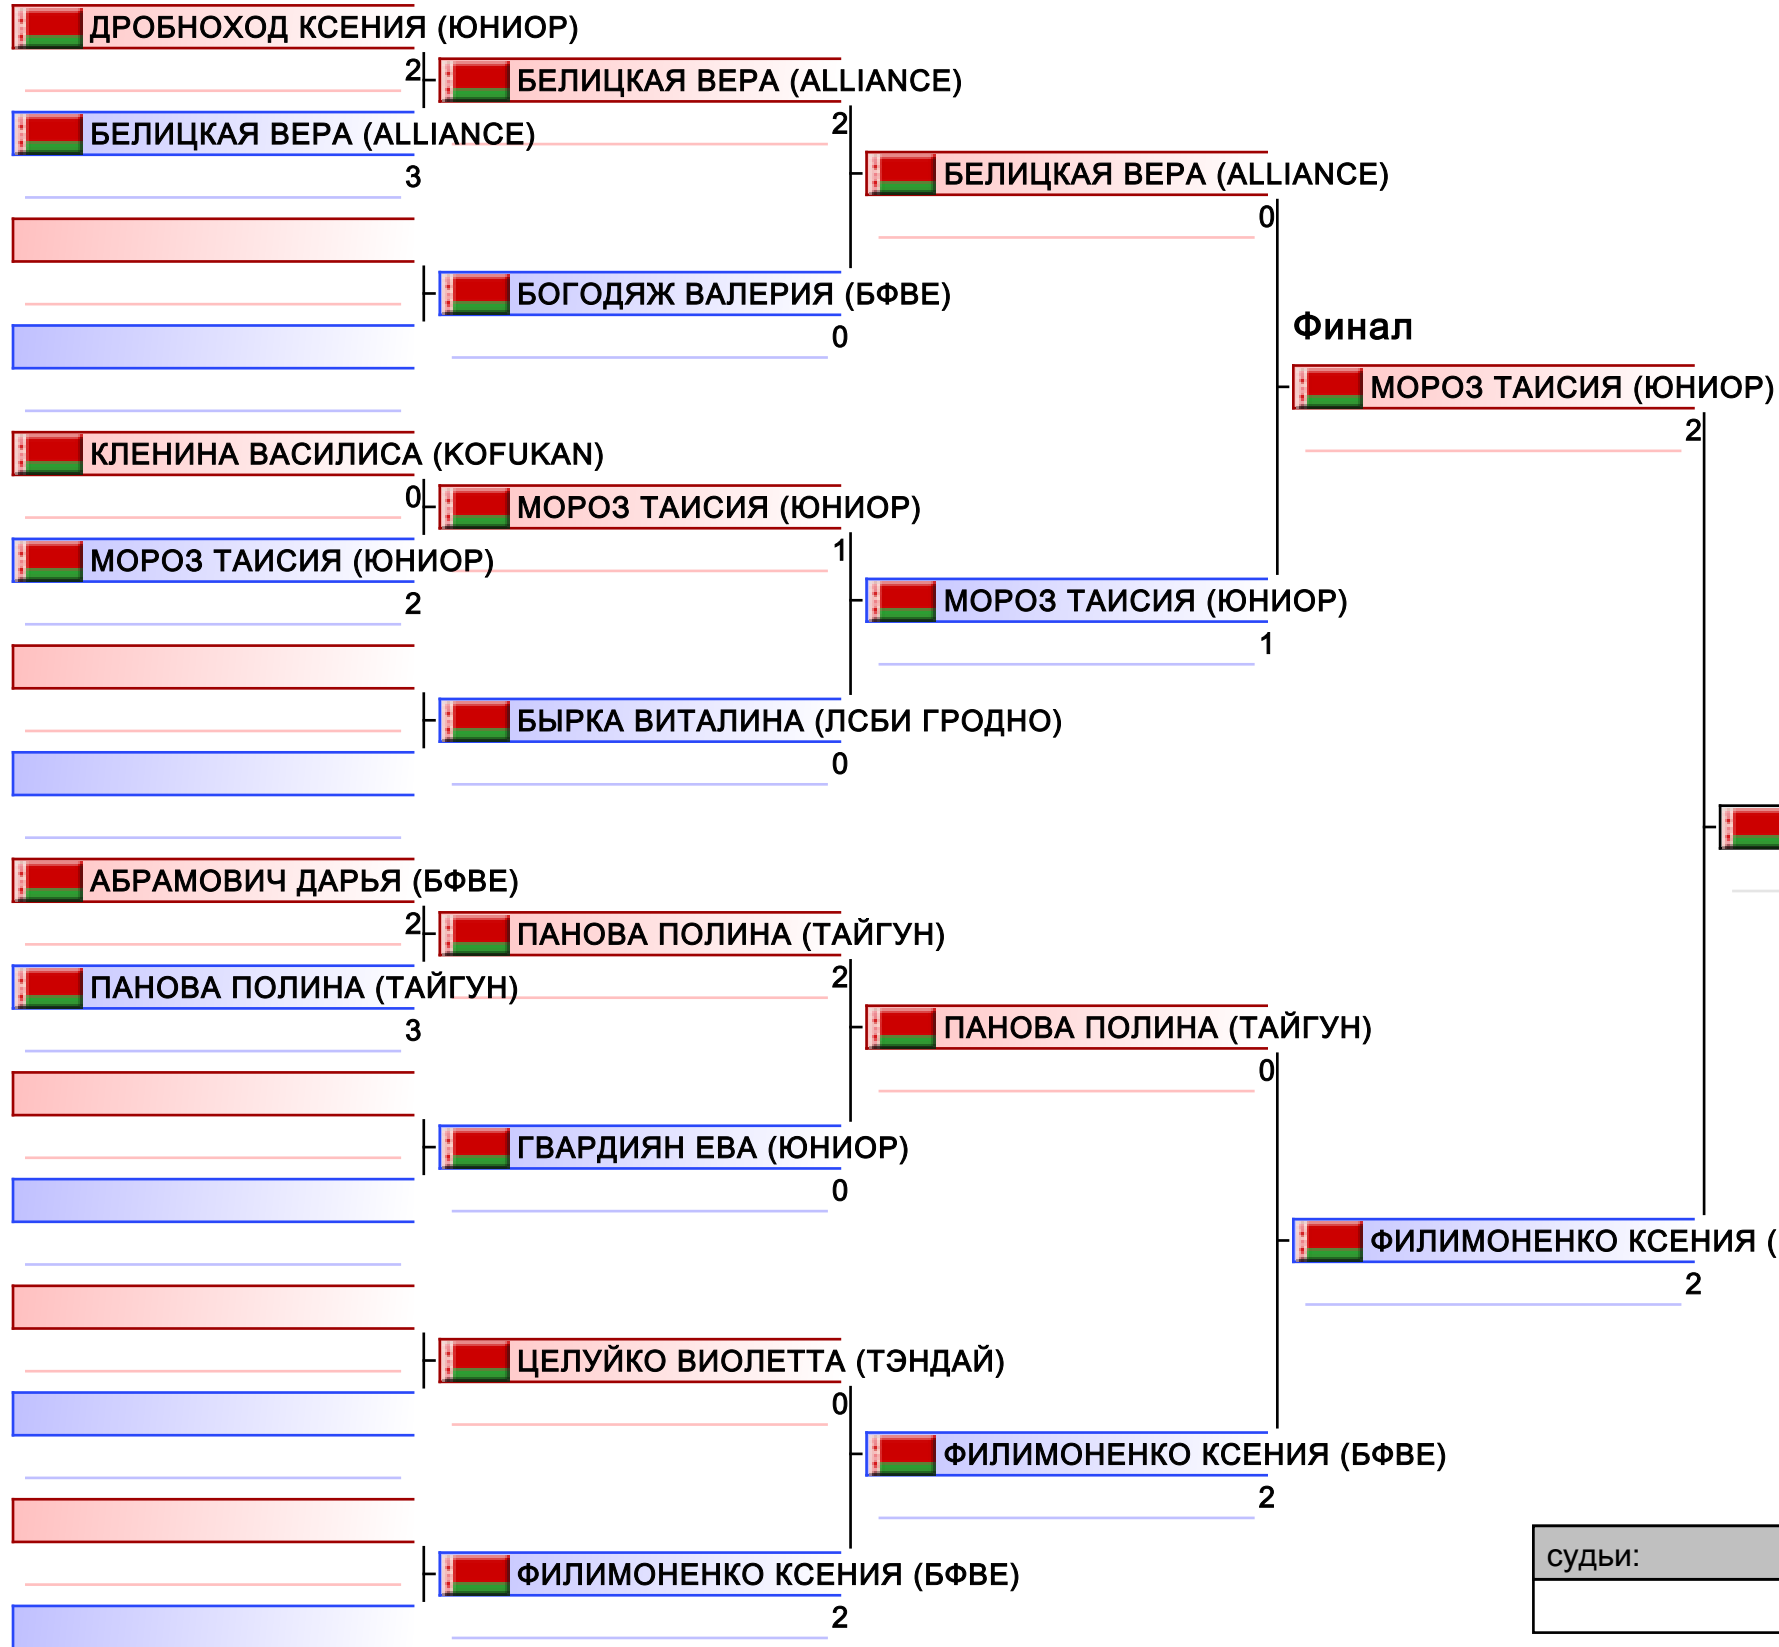 ДРОБНОХОД КСЕНИЯ (ЮНИОР)
2
БЕЛИЦКАЯ ВЕРА (ALLIANCE)
БЕЛИЦКАЯ ВЕРА (ALLIANCE)
2
3
БЕЛИЦКАЯ ВЕРА (ALLIANCE)
0
БОГОДЯЖ ВАЛЕРИЯ (БФВЕ)
0
Финал
МОРОЗ ТАИСИЯ (ЮНИОР)
2
КЛЕНИНА ВАСИЛИСА (KOFUKAN)
0
МОРОЗ ТАИСИЯ (ЮНИОР)
1
МОРОЗ ТАИСИЯ (ЮНИОР)
2
МОРОЗ ТАИСИЯ (ЮНИОР)
1
БЫРКА ВИТАЛИНА (ЛСБИ ГРОДНО)
0
АБРАМОВИЧ ДАРЬЯ (БФВЕ)
2
ПАНОВА ПОЛИНА (ТАЙГУН)
2
ПАНОВА ПОЛИНА (ТАЙГУН)
3
ПАНОВА ПОЛИНА (ТАЙГУН)
0
ГВАРДИЯН ЕВА (ЮНИОР)
0
ФИЛИМОНЕНКО КСЕНИЯ (
2
ЦЕЛУЙКО ВИОЛЕТТА (ТЭНДАЙ)
0
ФИЛИМОНЕНКО КСЕНИЯ (БФВЕ)
2
ФИЛИМОНЕНКО КСЕНИЯ (БФВЕ)
2
судьи: